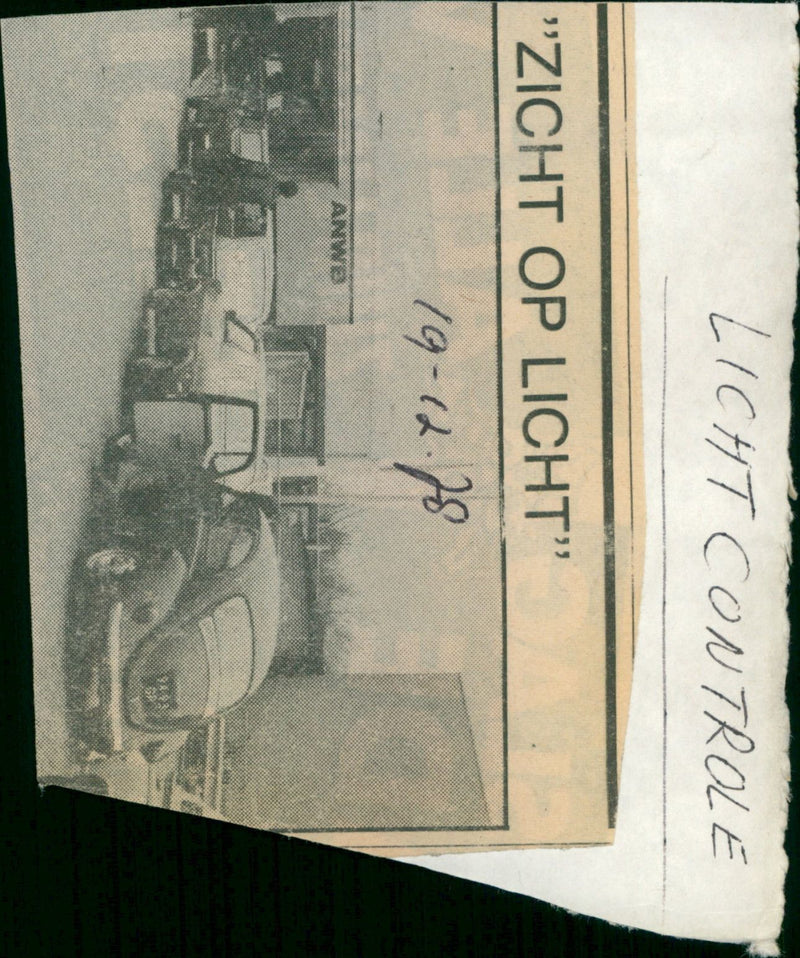 LICHT CONTROLE
"ZICHT OP LICHT"
19-12-78
ANWB